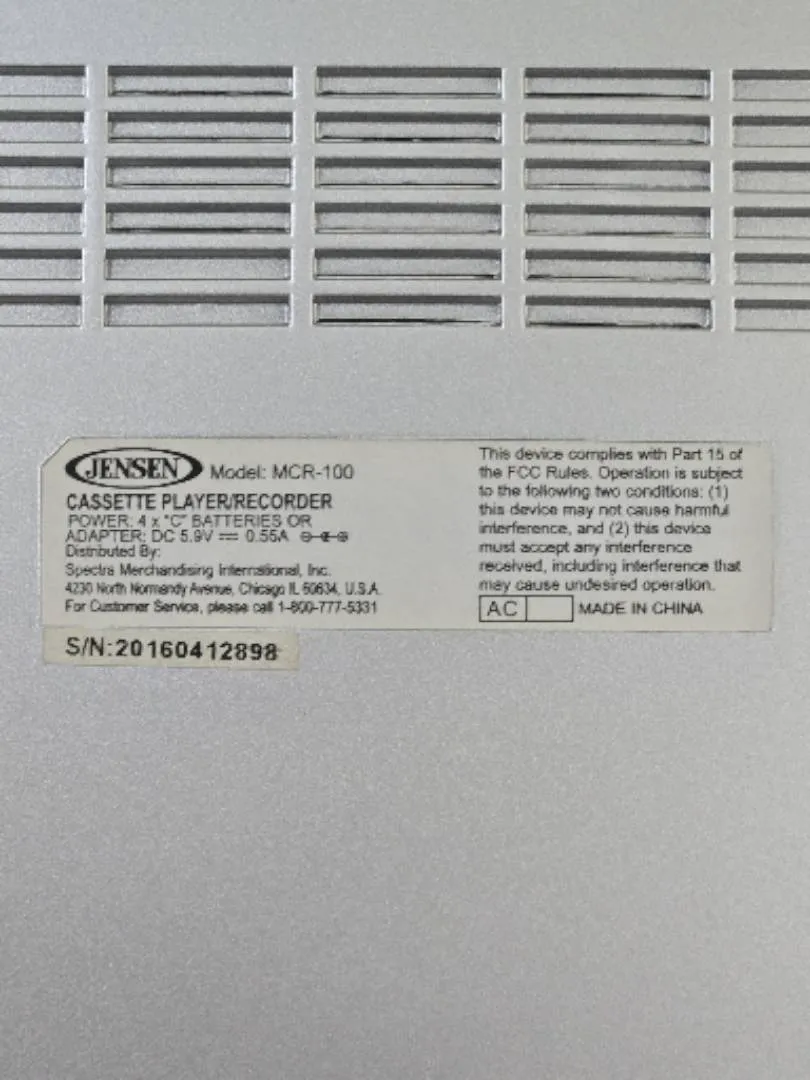 JENSEN Model: MCR-100
CASSETTE PLAYER/RECORDER
POWER: 4 x "C" BATTERIES OR
ADAPTER: DC 5.9V 0.55A
Distributed By:
Spectra Merchandising International, Inc.
4230 North Normandy Avenue, Chicago IL 60634, U.S.A.
For Customer Service, please call 1-800-777-5331
S/N:20160412898
This device complies with Part 15 of
the FCC Rules. Operation is subject
to the following two conditions: (1)
this device may not cause harmful
interference, and (2) this device
must accept any interference
received, including interference that
may cause undesired operation.
AC MADE IN CHINA